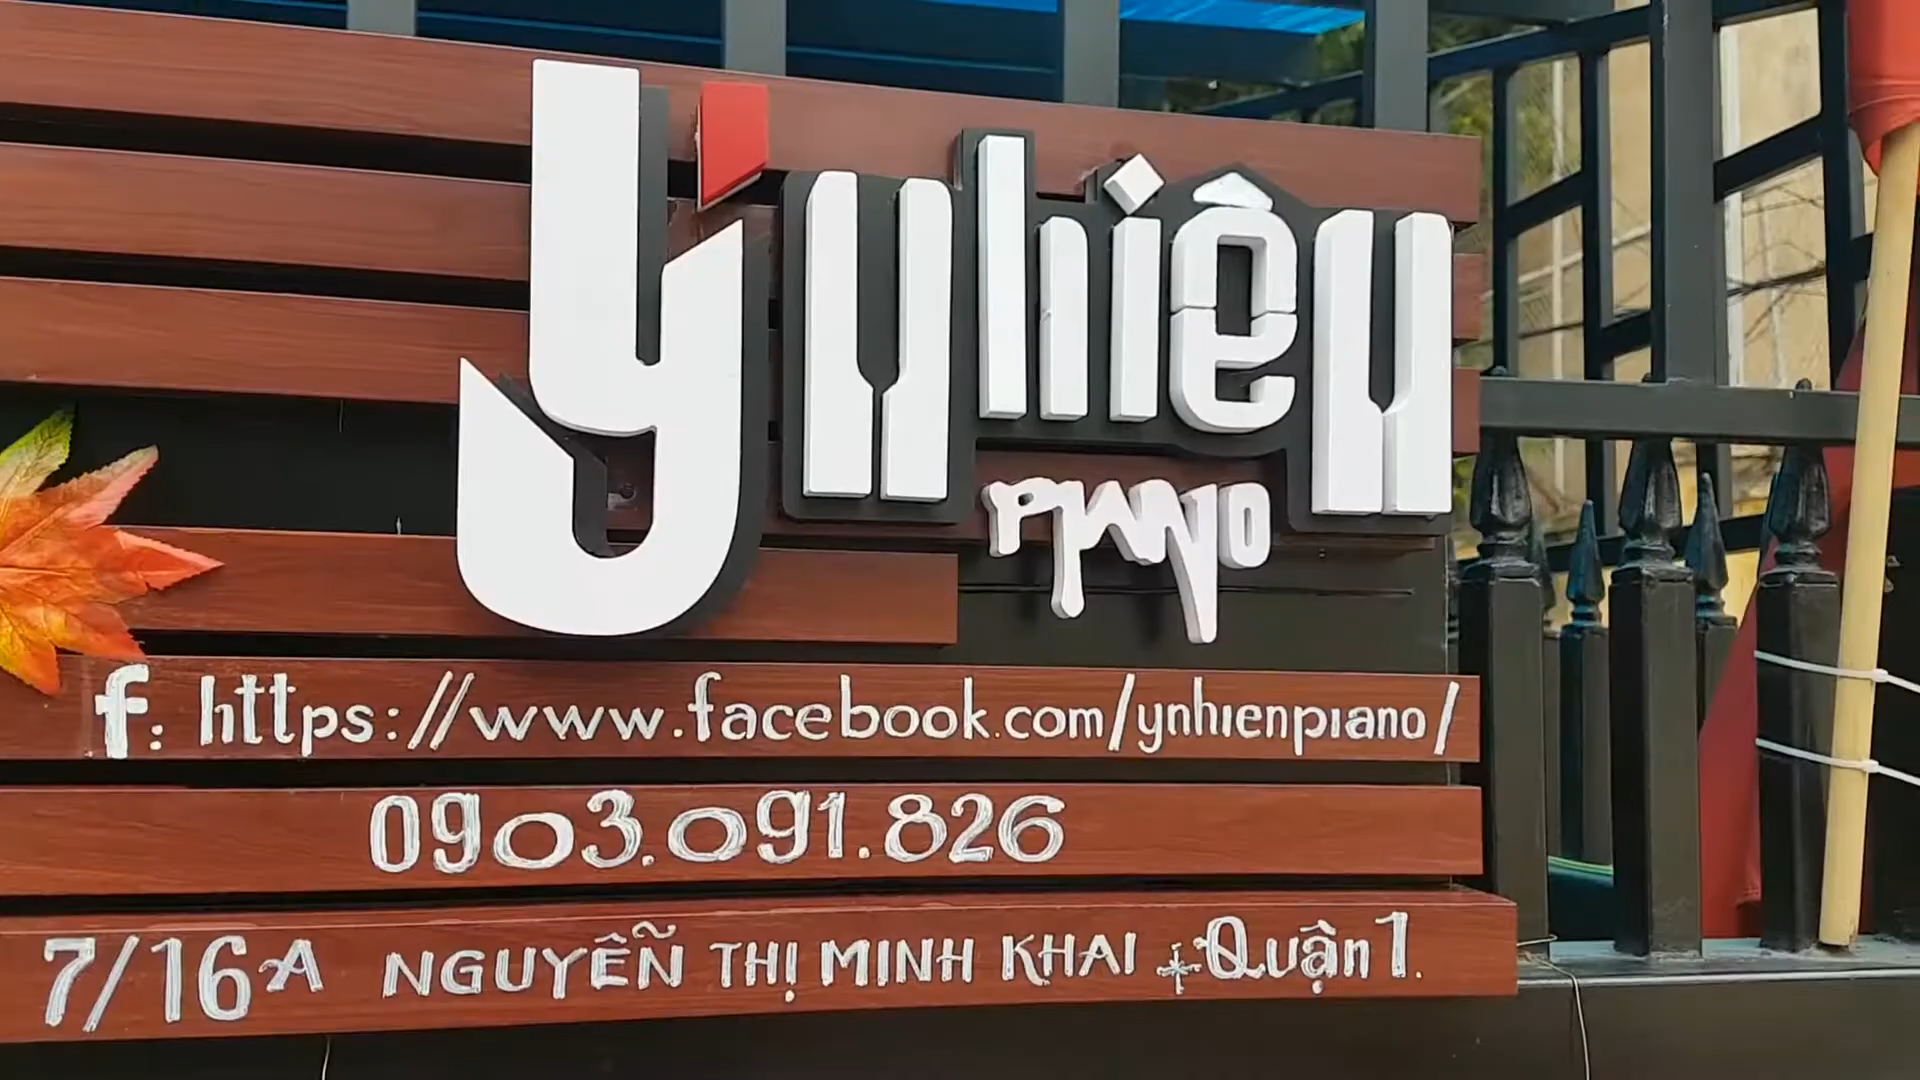 Ý Nhiên
PIANO
f: https://www.facebook.com/ynhienpiano/
0903.091.826
7/16A NGUYỄN THỊ MINH KHAI + Quận 1.